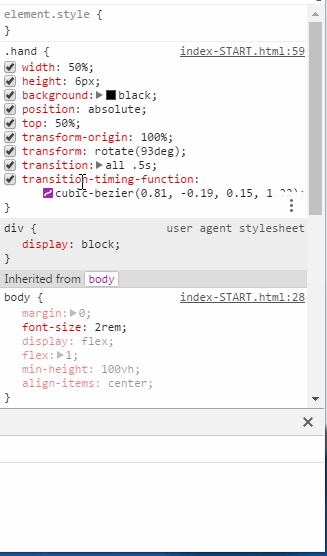 element.style {
}
.hand { index-START.html:59
width: 50%;
height: 6px;
background: black;
position: absolute;
top: 50%;
transform-origin: 100%;
transform: rotate(93deg);
transition: all .5s;
transition-timing-function:
cubic-bezier(0.81, -0.19, 0.15, 
}
div { user agent stylesheet
display: block;
}
Inherited from body
body { index-START.html:28
margin: 0;
font-size: 2rem;
display: flex;
flex: 1;
min-height: 100vh;
align-items: center;
}